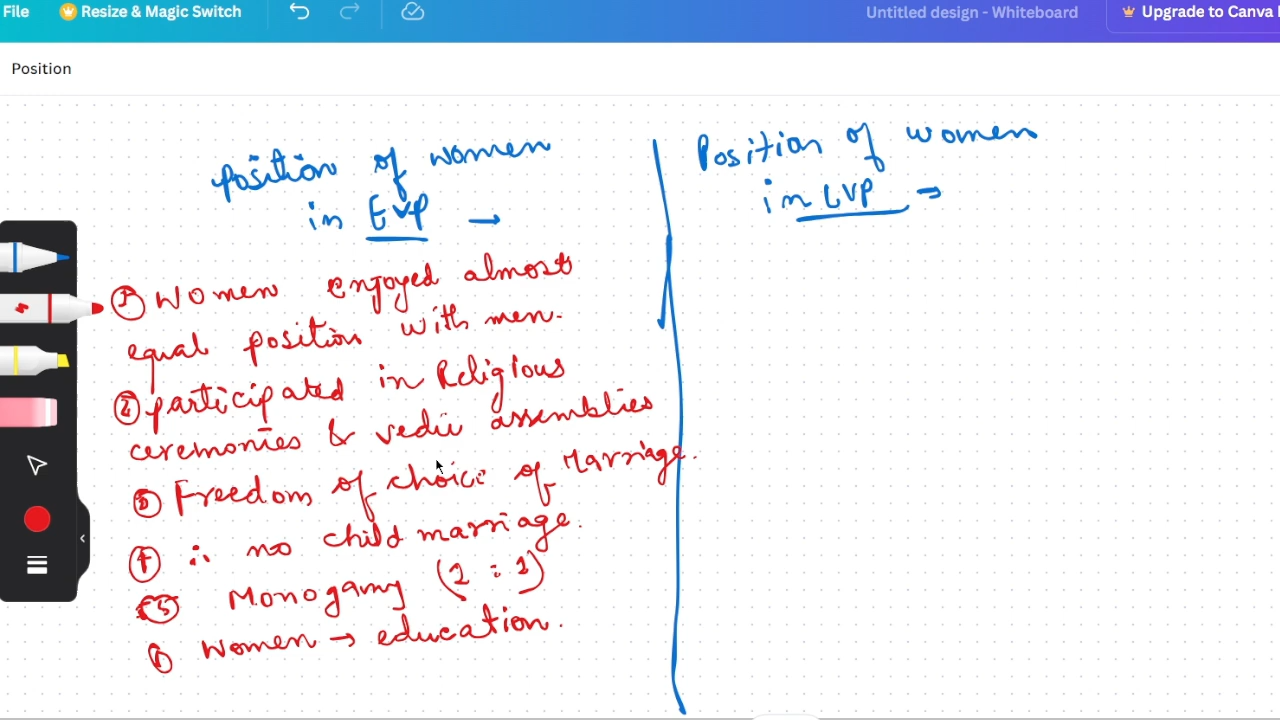 File
Resize & Magic Switch
Untitled design - Whiteboard
Upgrade to Canva
Position
Position of women
in EVP →
① Women enjoyed almost
equal position with men.
② participated in Religious
ceremonies & vedic assemblies
③ Freedom of choice of Marriage.
④ ∴ no child marriage.
⑤ Monogamy (1 : 1)
⑥ Women → education.
Position of women
in LVP →